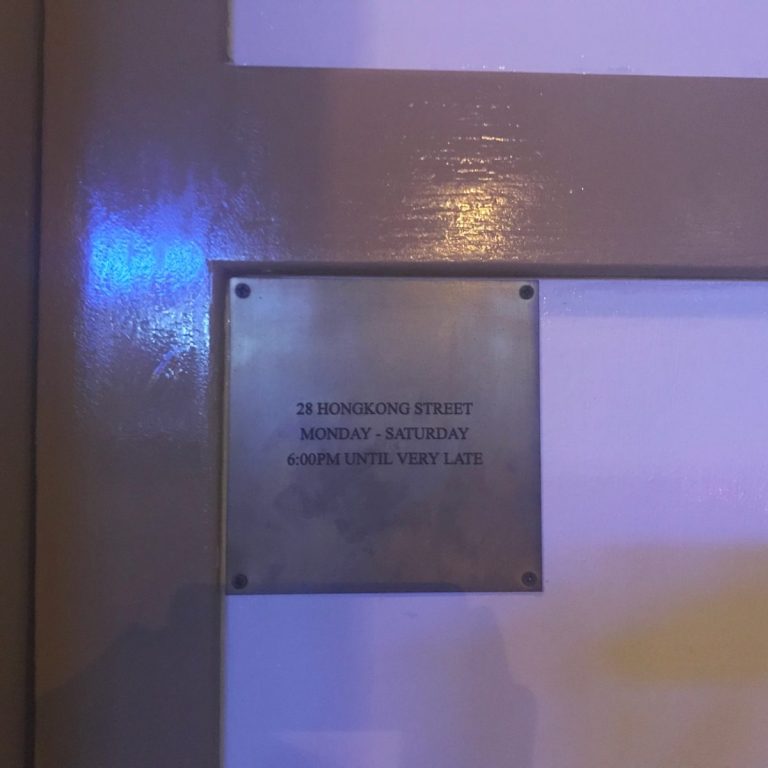 28 HONGKONG STREET
MONDAY - SATURDAY
6:00PM UNTIL VERY LATE